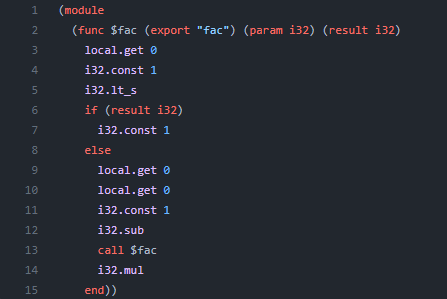 1 (module
2   (func $fac (export "fac") (param i32) (result i32)
3     local.get 0
4     i32.const 1
5     i32.lt_s
6     if (result i32)
7       i32.const 1
8     else
9       local.get 0
10       local.get 0
11       i32.const 1
12       i32.sub
13       call $fac
14       i32.mul
15     end))